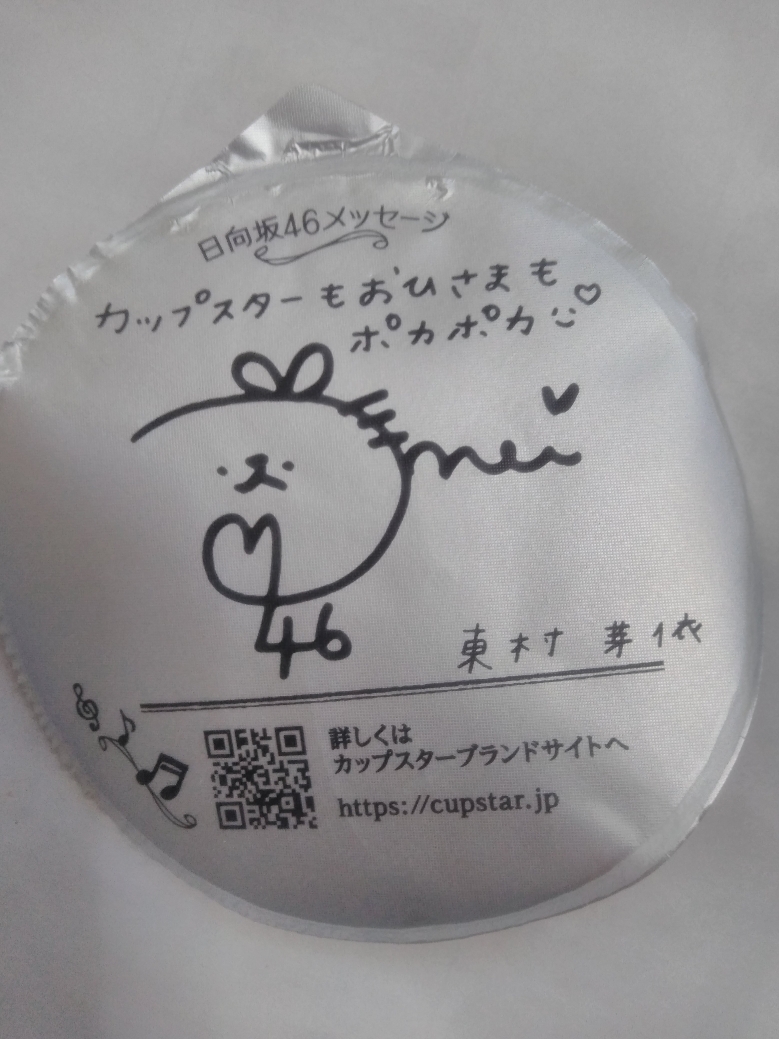 日向坂46メッセージ
カップスターもおひさまも♡
ポカポカ
mei
46
東村 芽依
詳しくは
カップスターブランドサイトへ
https://cupstar.jp